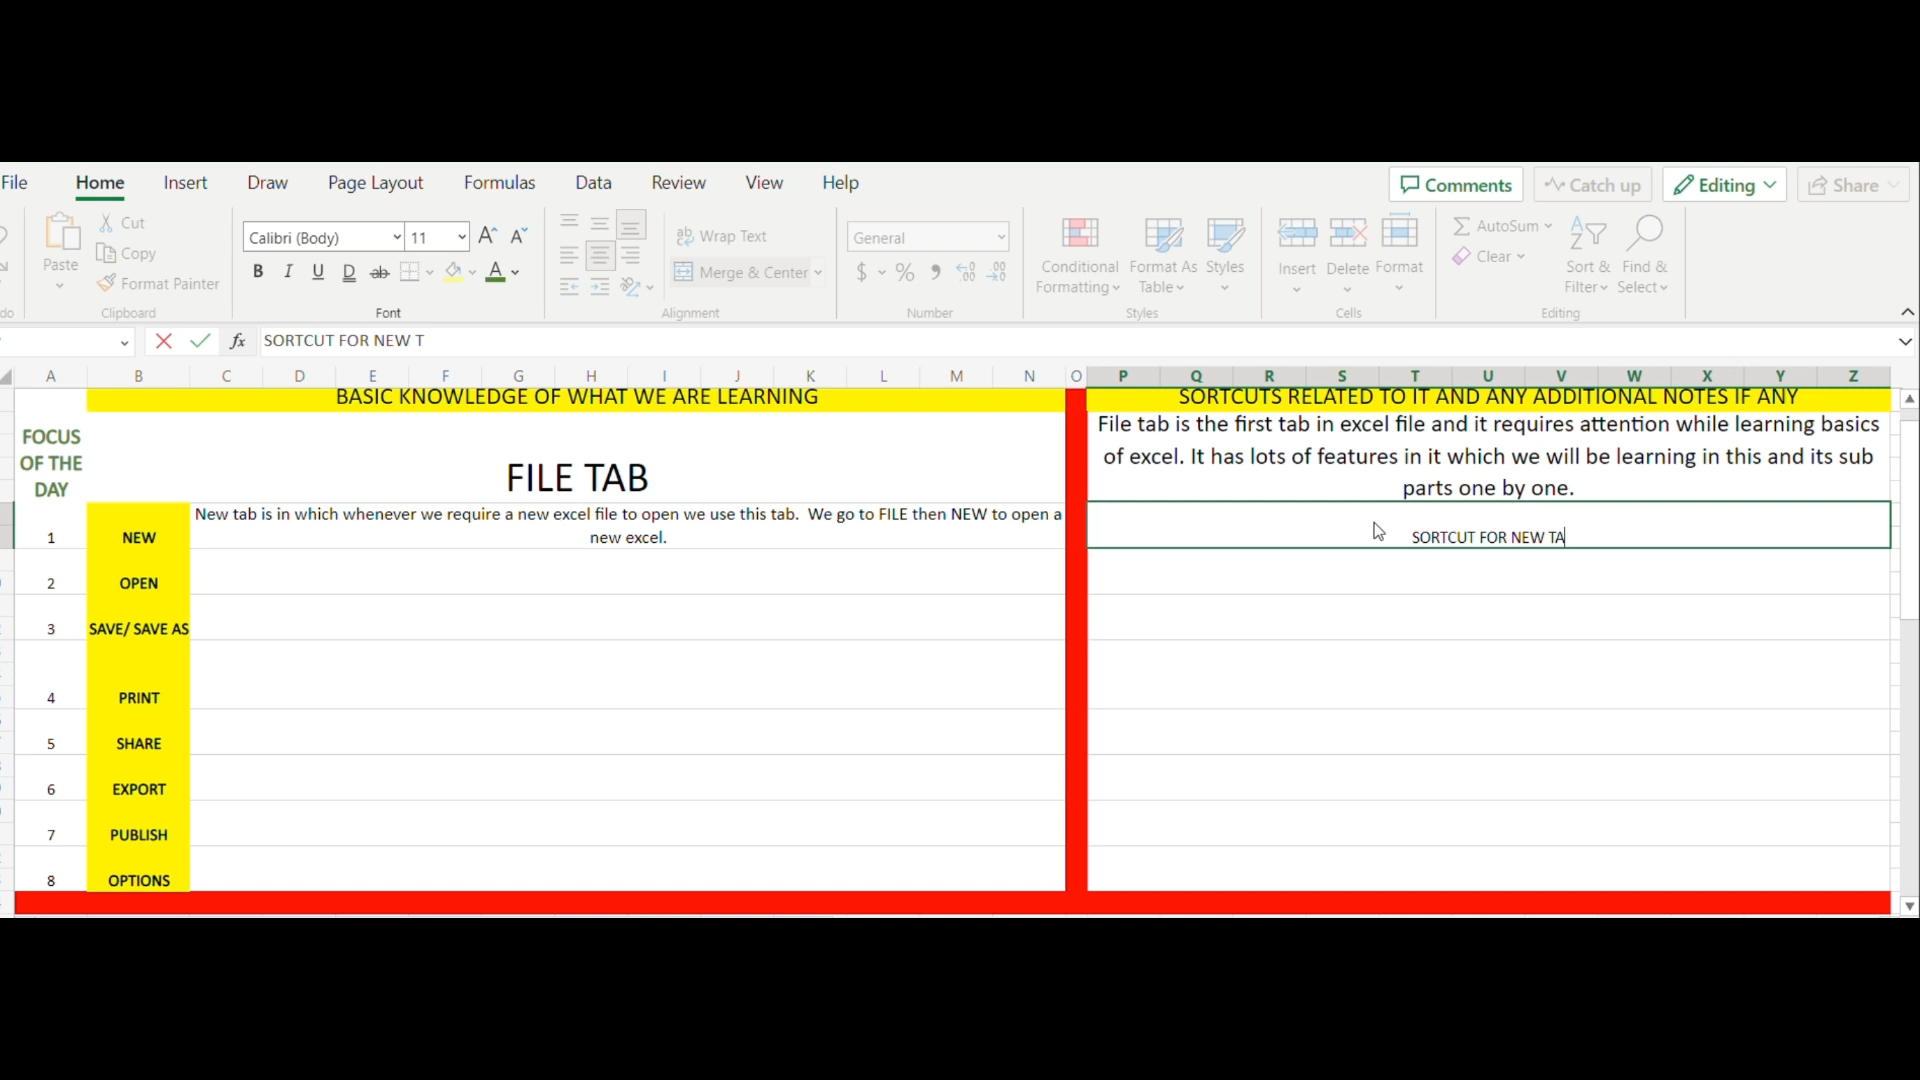 File Home Insert Draw Page Layout Formulas Data Review View Help Comments Catch up Editing Share
Paste Cut Copy Format Painter
Clipboard
Calibri (Body) 11
Font
Wrap Text
Merge & Center
Alignment
General
Number
Conditional Formatting Format As Table Styles
Styles
Insert Delete Format
Cells
AutoSum
Clear
Sort & Filter Find & Select
Editing
fx SORTCUT FOR NEW T
A B C D E F G H I J K L M N O P Q R S T U V W X Y Z
BASIC KNOWLEDGE OF WHAT WE ARE LEARNING
SORTCUTS RELATED TO IT AND ANY ADDITIONAL NOTES IF ANY
FOCUS
OF THE
DAY
FILE TAB
File tab is the first tab in excel file and it requires attention while learning basics
of excel. It has lots of features in it which we will be learning in this and its sub
parts one by one.
1 NEW
New tab is in which whenever we require a new excel file to open we use this tab. We go to FILE then NEW to open a
new excel.
SORTCUT FOR NEW TA
2 OPEN
3 SAVE/ SAVE AS
4 PRINT
5 SHARE
6 EXPORT
7 PUBLISH
8 OPTIONS